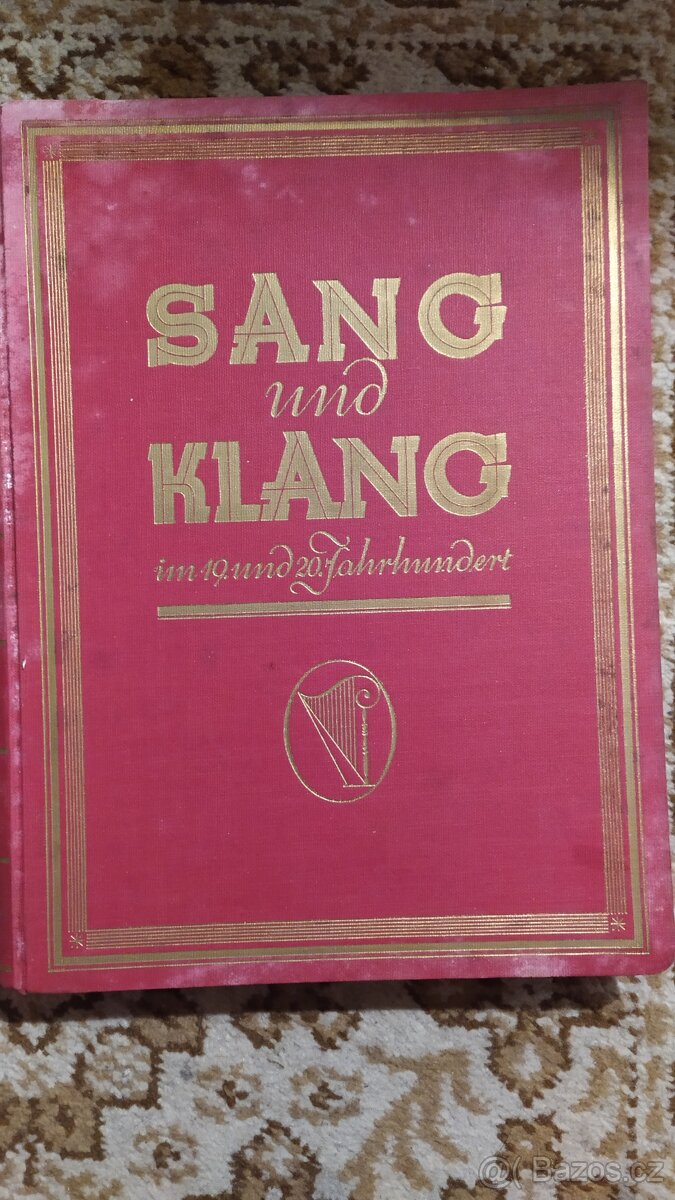 SANG
und
KLANG
im 19. und 20. Jahrhundert
Bazos.cz